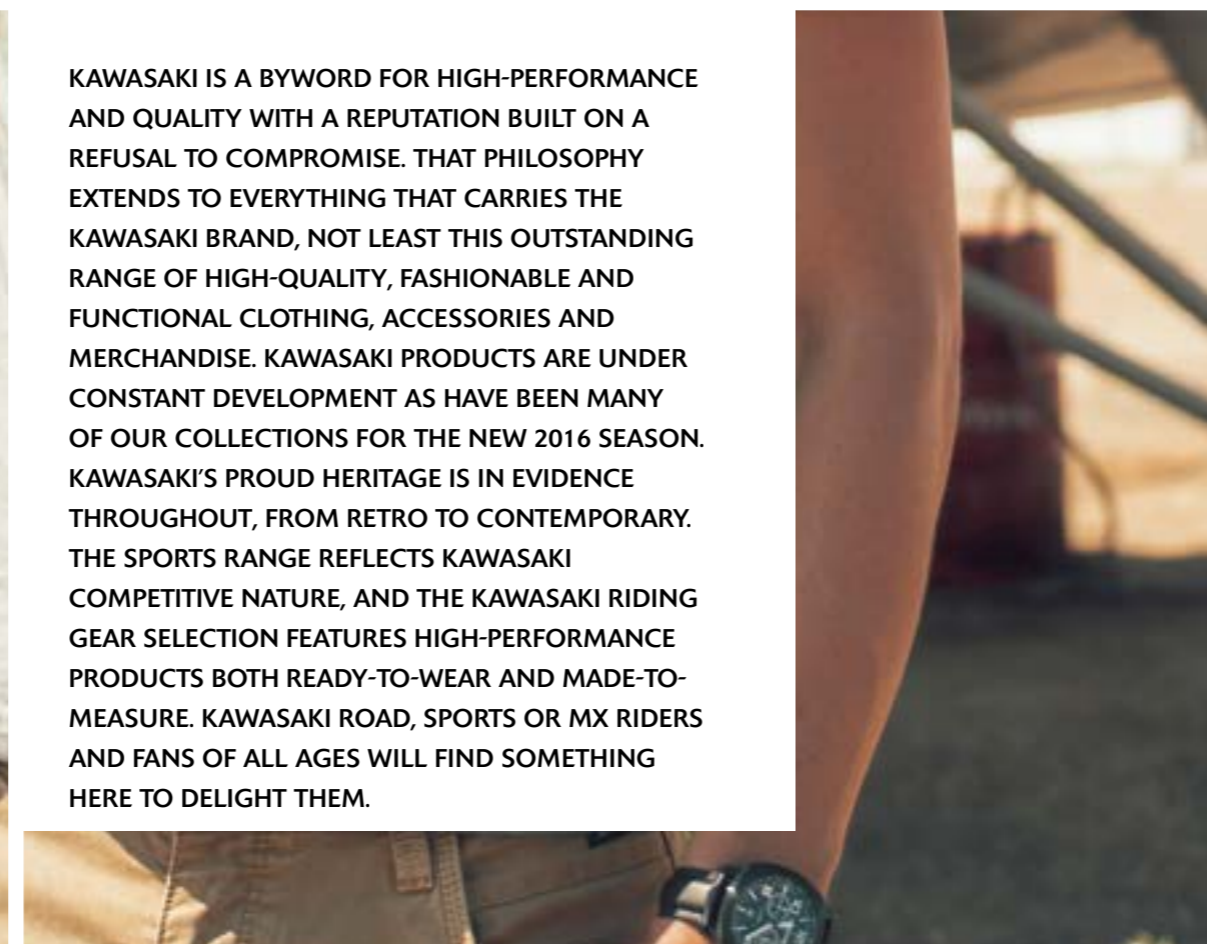 KAWASAKI IS A BYWORD FOR HIGH-PERFORMANCE
AND QUALITY WITH A REPUTATION BUILT ON A
REFUSAL TO COMPROMISE. THAT PHILOSOPHY
EXTENDS TO EVERYTHING THAT CARRIES THE
KAWASAKI BRAND, NOT LEAST THIS OUTSTANDING
RANGE OF HIGH-QUALITY, FASHIONABLE AND
FUNCTIONAL CLOTHING, ACCESSORIES AND
MERCHANDISE. KAWASAKI PRODUCTS ARE UNDER
CONSTANT DEVELOPMENT AS HAVE BEEN MANY
OF OUR COLLECTIONS FOR THE NEW 2016 SEASON.
KAWASAKI’S PROUD HERITAGE IS IN EVIDENCE
THROUGHOUT, FROM RETRO TO CONTEMPORARY.
THE SPORTS RANGE REFLECTS KAWASAKI
COMPETITIVE NATURE, AND THE KAWASAKI RIDING
GEAR SELECTION FEATURES HIGH-PERFORMANCE
PRODUCTS BOTH READY-TO-WEAR AND MADE-TO-
MEASURE. KAWASAKI ROAD, SPORTS OR MX RIDERS
AND FANS OF ALL AGES WILL FIND SOMETHING
HERE TO DELIGHT THEM.